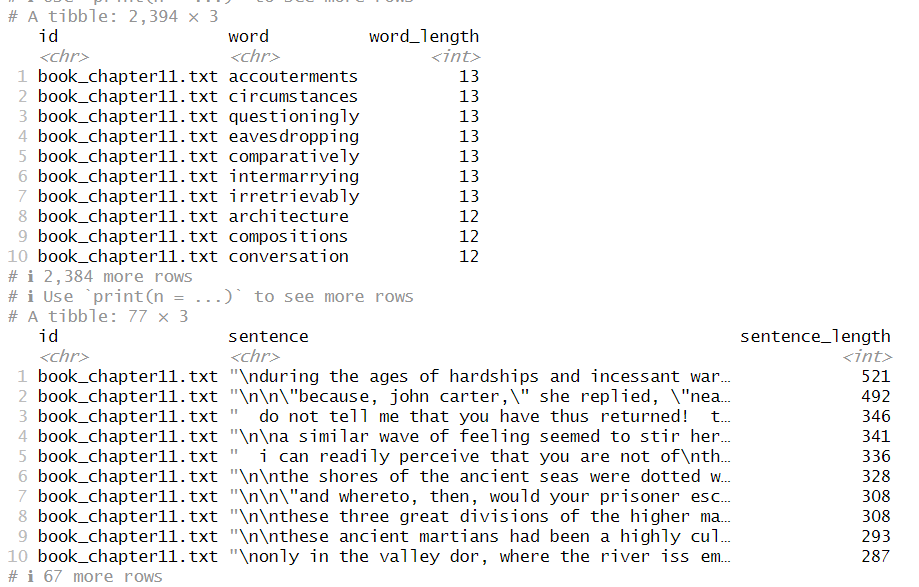 # ℹ Use `print(n = ...)` to see more rows
# A tibble: 2,394 × 3
id word word_length
<chr> <chr> <int>
1 book_chapter11.txt accouterments 13
2 book_chapter11.txt circumstances 13
3 book_chapter11.txt questioningly 13
4 book_chapter11.txt eavesdropping 13
5 book_chapter11.txt comparatively 13
6 book_chapter11.txt intermarrying 13
7 book_chapter11.txt irretrievably 13
8 book_chapter11.txt architecture 12
9 book_chapter11.txt compositions 12
10 book_chapter11.txt conversation 12
# ℹ 2,384 more rows
# ℹ Use `print(n = ...)` to see more rows
# A tibble: 77 × 3
id sentence sentence_length
<chr> <chr> <int>
1 book_chapter11.txt "\nduring the ages of hardships and incessant war… 521
2 book_chapter11.txt "\n\n\"because, john carter,\" she replied, \"nea… 492
3 book_chapter11.txt "  do not tell me that you have thus returned!  t… 346
4 book_chapter11.txt "\n\na similar wave of feeling seemed to stir her… 341
5 book_chapter11.txt "  i can readily perceive that you are not of\nth… 336
6 book_chapter11.txt "\n\nthe shores of the ancient seas were dotted w… 328
7 book_chapter11.txt "\n\n\"and whereto, then, would your prisoner esc… 308
8 book_chapter11.txt "\n\nthese three great divisions of the higher ma… 308
9 book_chapter11.txt "\n\nthese ancient martians had been a highly cul… 293
10 book_chapter11.txt "\nonly in the valley dor, where the river iss em… 287
# ℹ 67 more rows